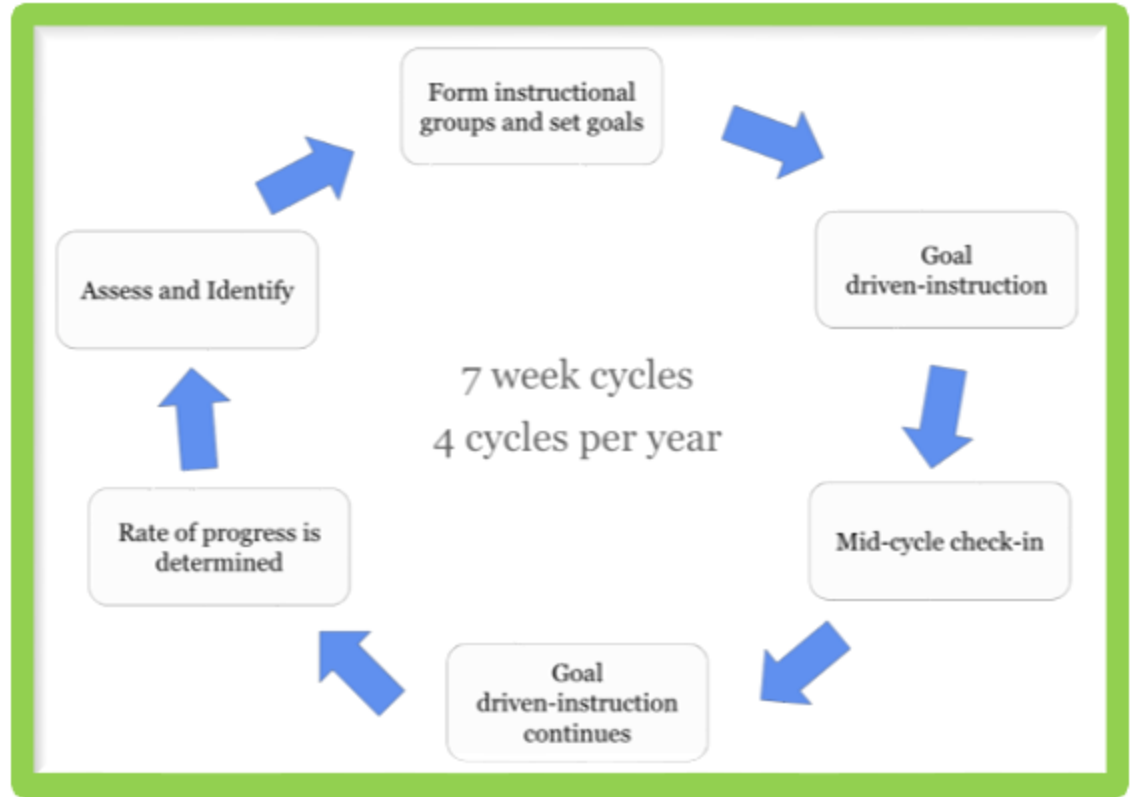 Form instructional
groups and set goals
Goal
driven-instruction
Mid-cycle check-in
Goal
driven-instruction
continues
Rate of progress is
determined
Assess and Identify
7 week cycles
4 cycles per year